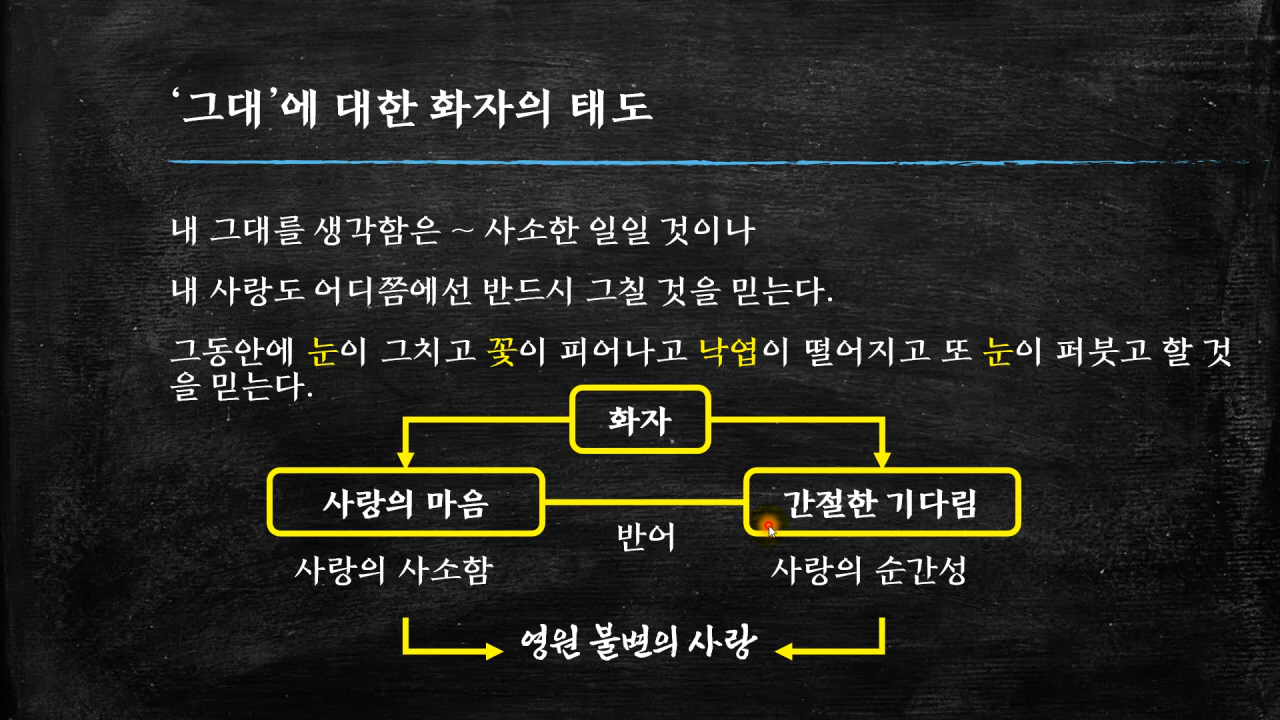 ‘그대’에 대한 화자의 태도
내 그대를 생각함은 ~ 사소한 일일 것이나
내 사랑도 어디쯤에선 반드시 그칠 것을 믿는다.
그동안에 눈이 그치고 꽃이 피어나고 낙엽이 떨어지고 또 눈이 퍼붓고 할 것
을 믿는다.
화자
사랑의 마음
간절한 기다림
반어
사랑의 사소함
사랑의 순간성
영원 불변의 사랑